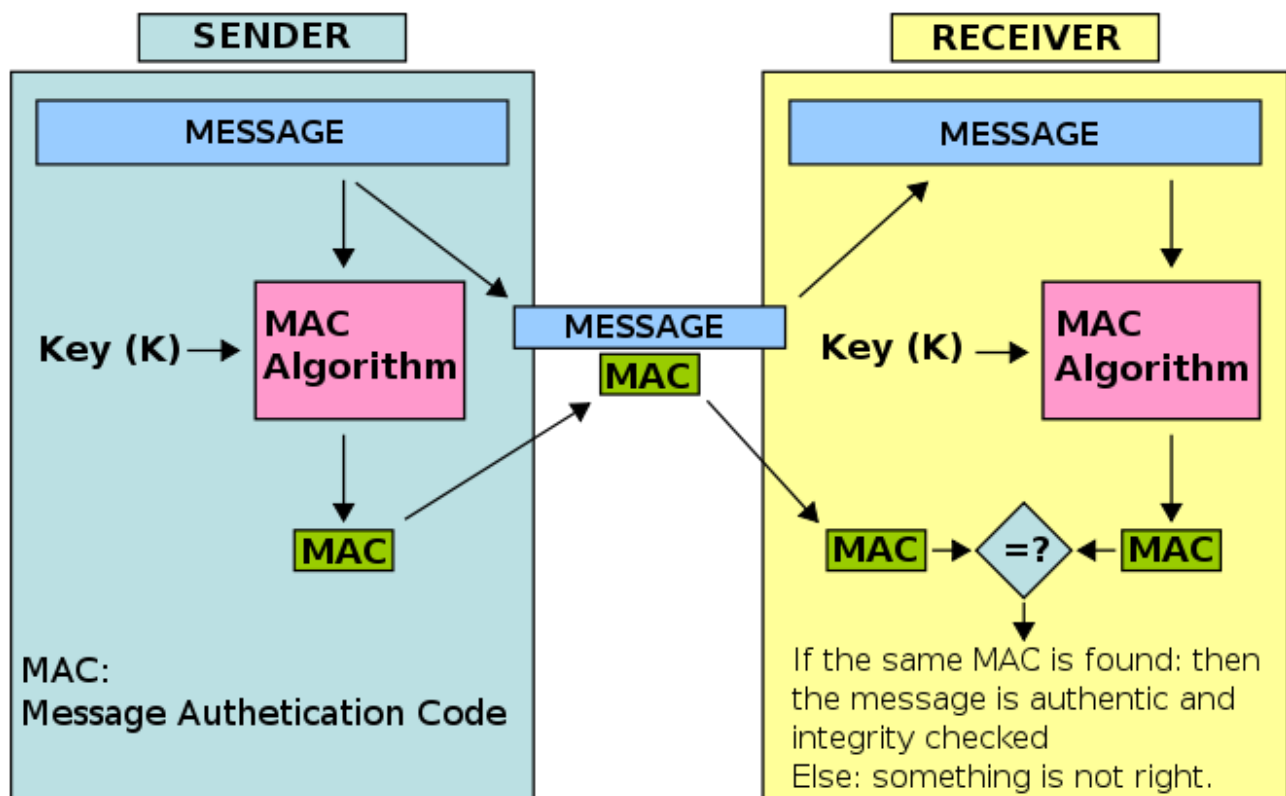 SENDER
MESSAGE
Key (K)
MAC
Algorithm
MAC
MAC:
Message Authetication Code
MESSAGE
MAC
RECEIVER
MESSAGE
Key (K)
MAC
Algorithm
MAC
=?
MAC
If the same MAC is found: then
the message is authentic and
integrity checked
Else: something is not right.